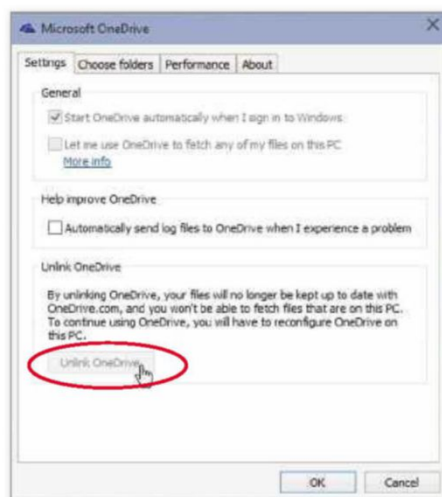 Microsoft OneDrive
Settings Choose folders Performance About
General
Start OneDrive automatically when I sign in to Windows
Let me use OneDrive to fetch any of my files on this PC
More info
Help improve OneDrive
Automatically send log files to OneDrive when I experience a problem
Unlink OneDrive
By unlinking OneDrive, your files will no longer be kept up to date with
OneDrive.com, and you won't be able to fetch files that are on this PC.
To continue using OneDrive, you will have to reconfigure OneDrive on
this PC.
Unlink OneDrive
OK Cancel